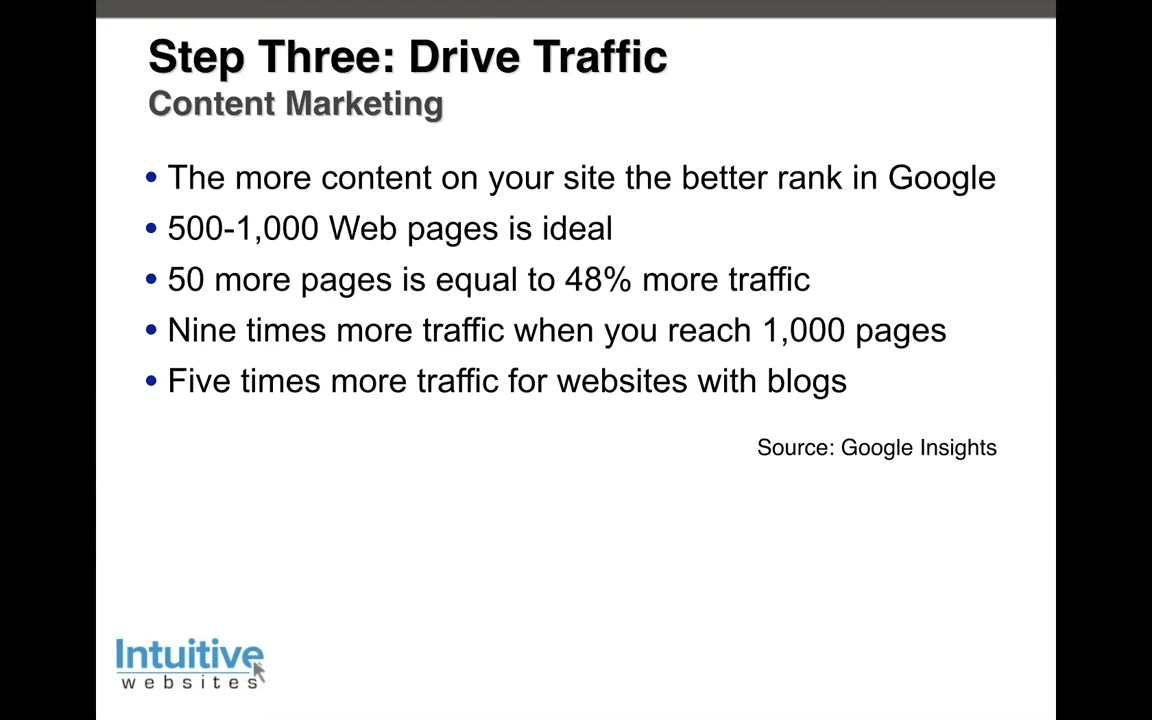 Step Three: Drive Traffic
Content Marketing
• The more content on your site the better rank in Google
• 500-1,000 Web pages is ideal
• 50 more pages is equal to 48% more traffic
• Nine times more traffic when you reach 1,000 pages
• Five times more traffic for websites with blogs
Source: Google Insights
Intuitive
websites